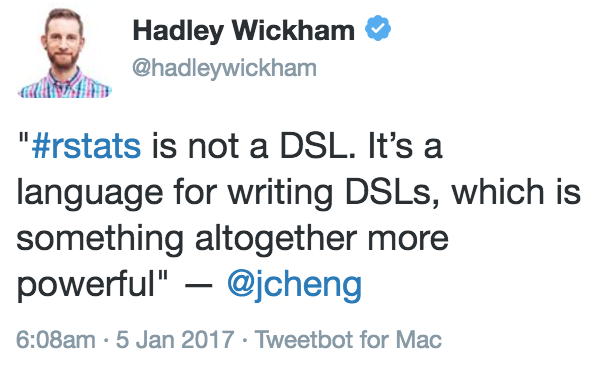 Hadley Wickham
@hadleywickham
"#rstats is not a DSL. It’s a
language for writing DSLs, which is
something altogether more
powerful" — @jcheng
6:08am · 5 Jan 2017 · Tweetbot for Mac